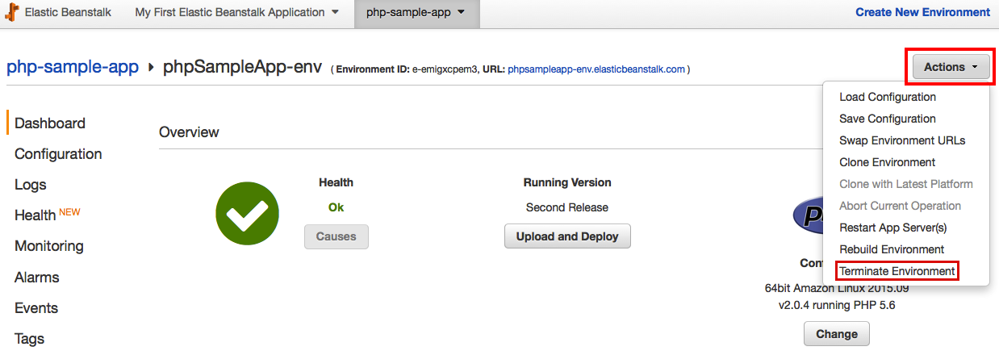 Elastic Beanstalk My First Elastic Beanstalk Application php-sample-app Create New Environment
php-sample-app phpSampleApp-env ( Environment ID: e-emigxcpem3, URL: phpsampleapp-env.elasticbeanstalk.com )
Actions
Load Configuration
Save Configuration
Swap Environment URLs
Clone Environment
Clone with Latest Platform
Abort Current Operation
Restart App Server(s)
Rebuild Environment
Terminate Environment
Dashboard
Configuration
Logs
Health NEW
Monitoring
Alarms
Events
Tags
Overview
Health
Ok
Causes
Running Version
Second Release
Upload and Deploy
64bit Amazon Linux 2015.09
v2.0.4 running PHP 5.6
Change